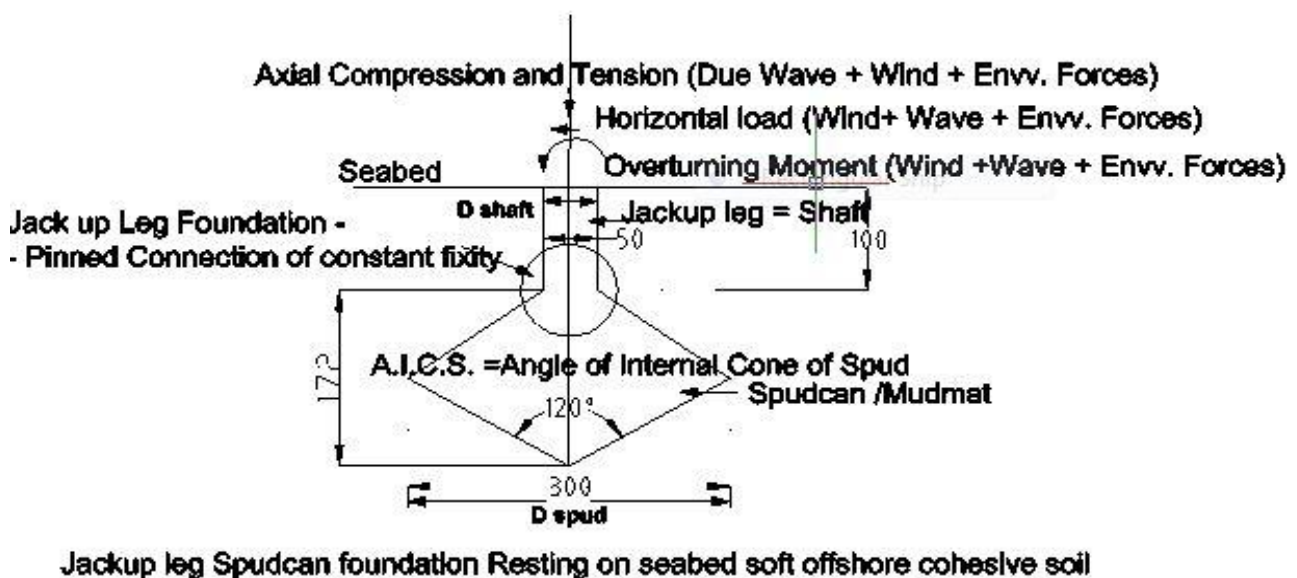 Axial Compression and Tension (Due Wave + Wind + Envv. Forces)
Horizontal load (Wind+ Wave + Envv. Forces)
Overturning Moment (Wind +Wave + Envv. Forces)
Seabed
D shaft
Jackup leg = Shaft
Jack up Leg Foundation -
50
100
- Pinned Connection of constant fixity
A.I.C.S. =Angle of Internal Cone of Spud
Spudcan /Mudmat
120°
300
D spud
Jackup leg Spudcan foundation Resting on seabed soft offshore cohesive soil